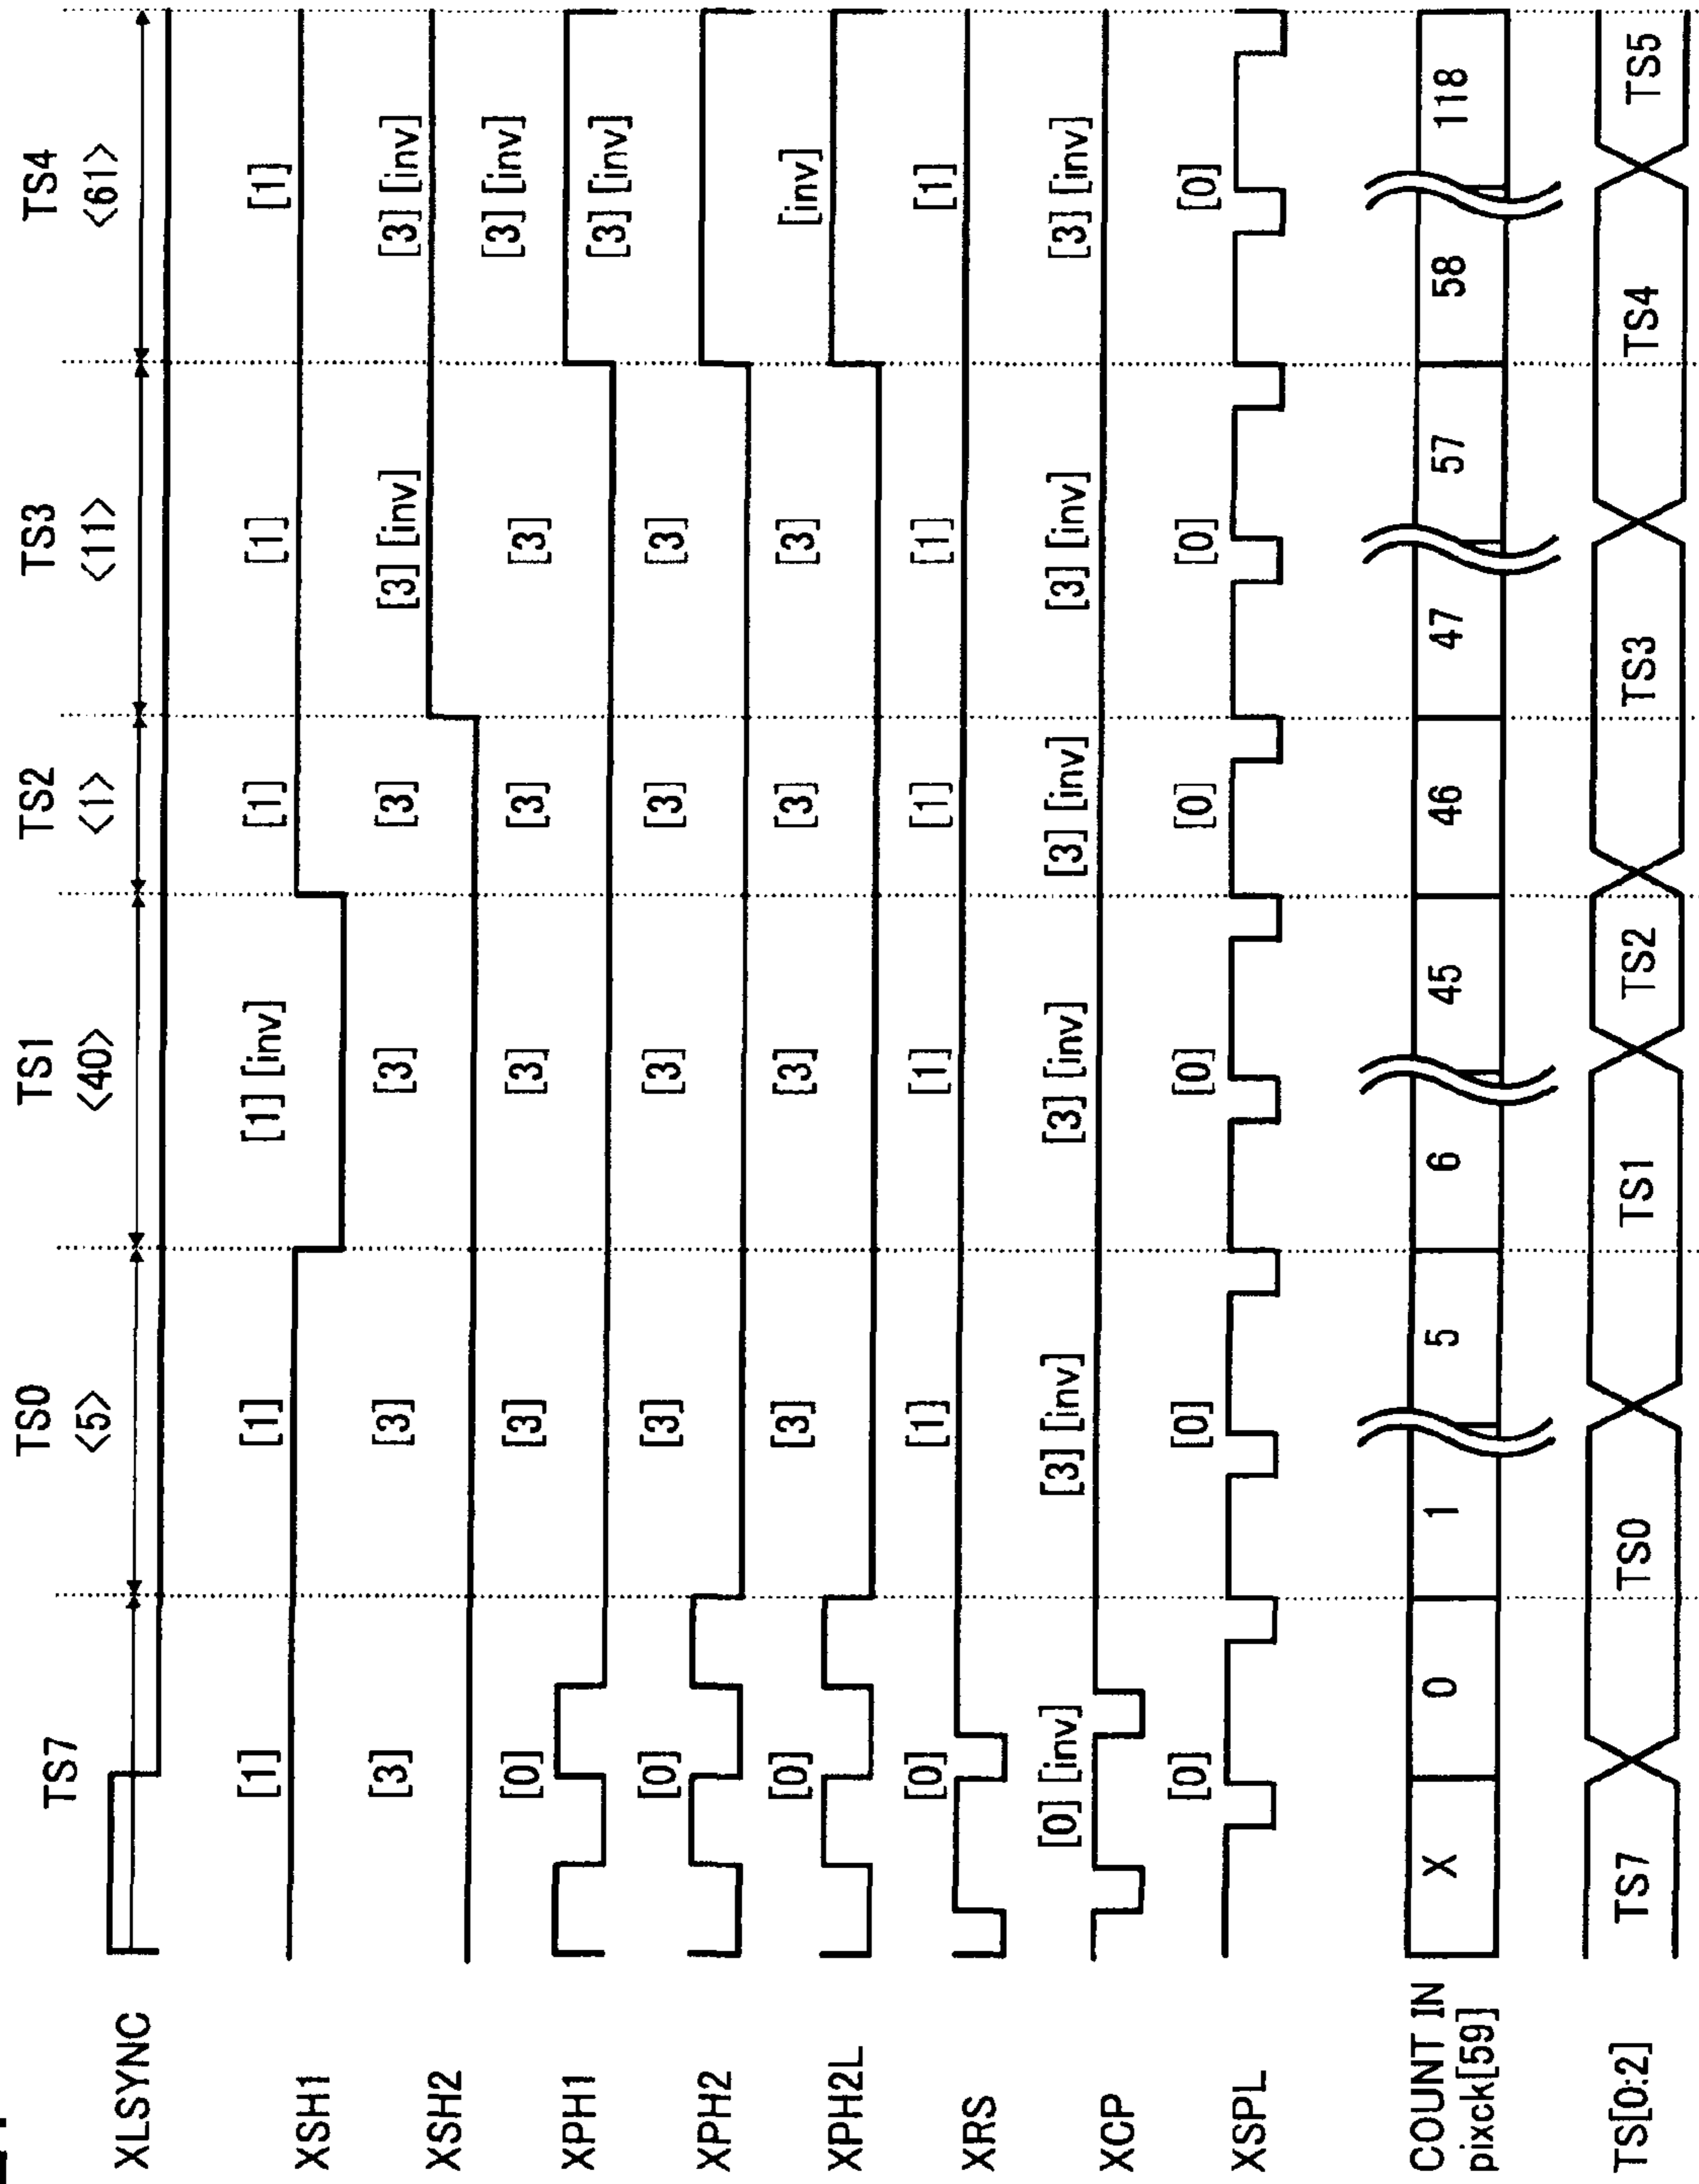 TS7 TS0 TS1 TS2 TS3 TS4
<5> <40> <1> <11> <61>
XLSYNC
XSH1 [1] [1] [1] [inv] [1] [1] [1]
XSH2 [3] [3] [3] [3] [3] [inv] [3] [inv]
XPH1 [0] [3] [3] [3] [3] [3] [inv]
XPH2 [0] [3] [3] [3] [3] [3] [inv]
XPH2L [0] [3] [3] [3] [3] [inv]
XRS [0] [1] [1] [1] [1] [1]
XCP [0] [inv] [3] [inv] [3] [inv] [3] [inv] [3] [inv] [3] [inv]
XSPL [0] [0] [0] [0] [0] [0]
COUNT IN
pixck[59] X 0 1 5 6 45 46 47 57 58 118
TS[0:2] TS7 TS0 TS1 TS2 TS3 TS4 TS5